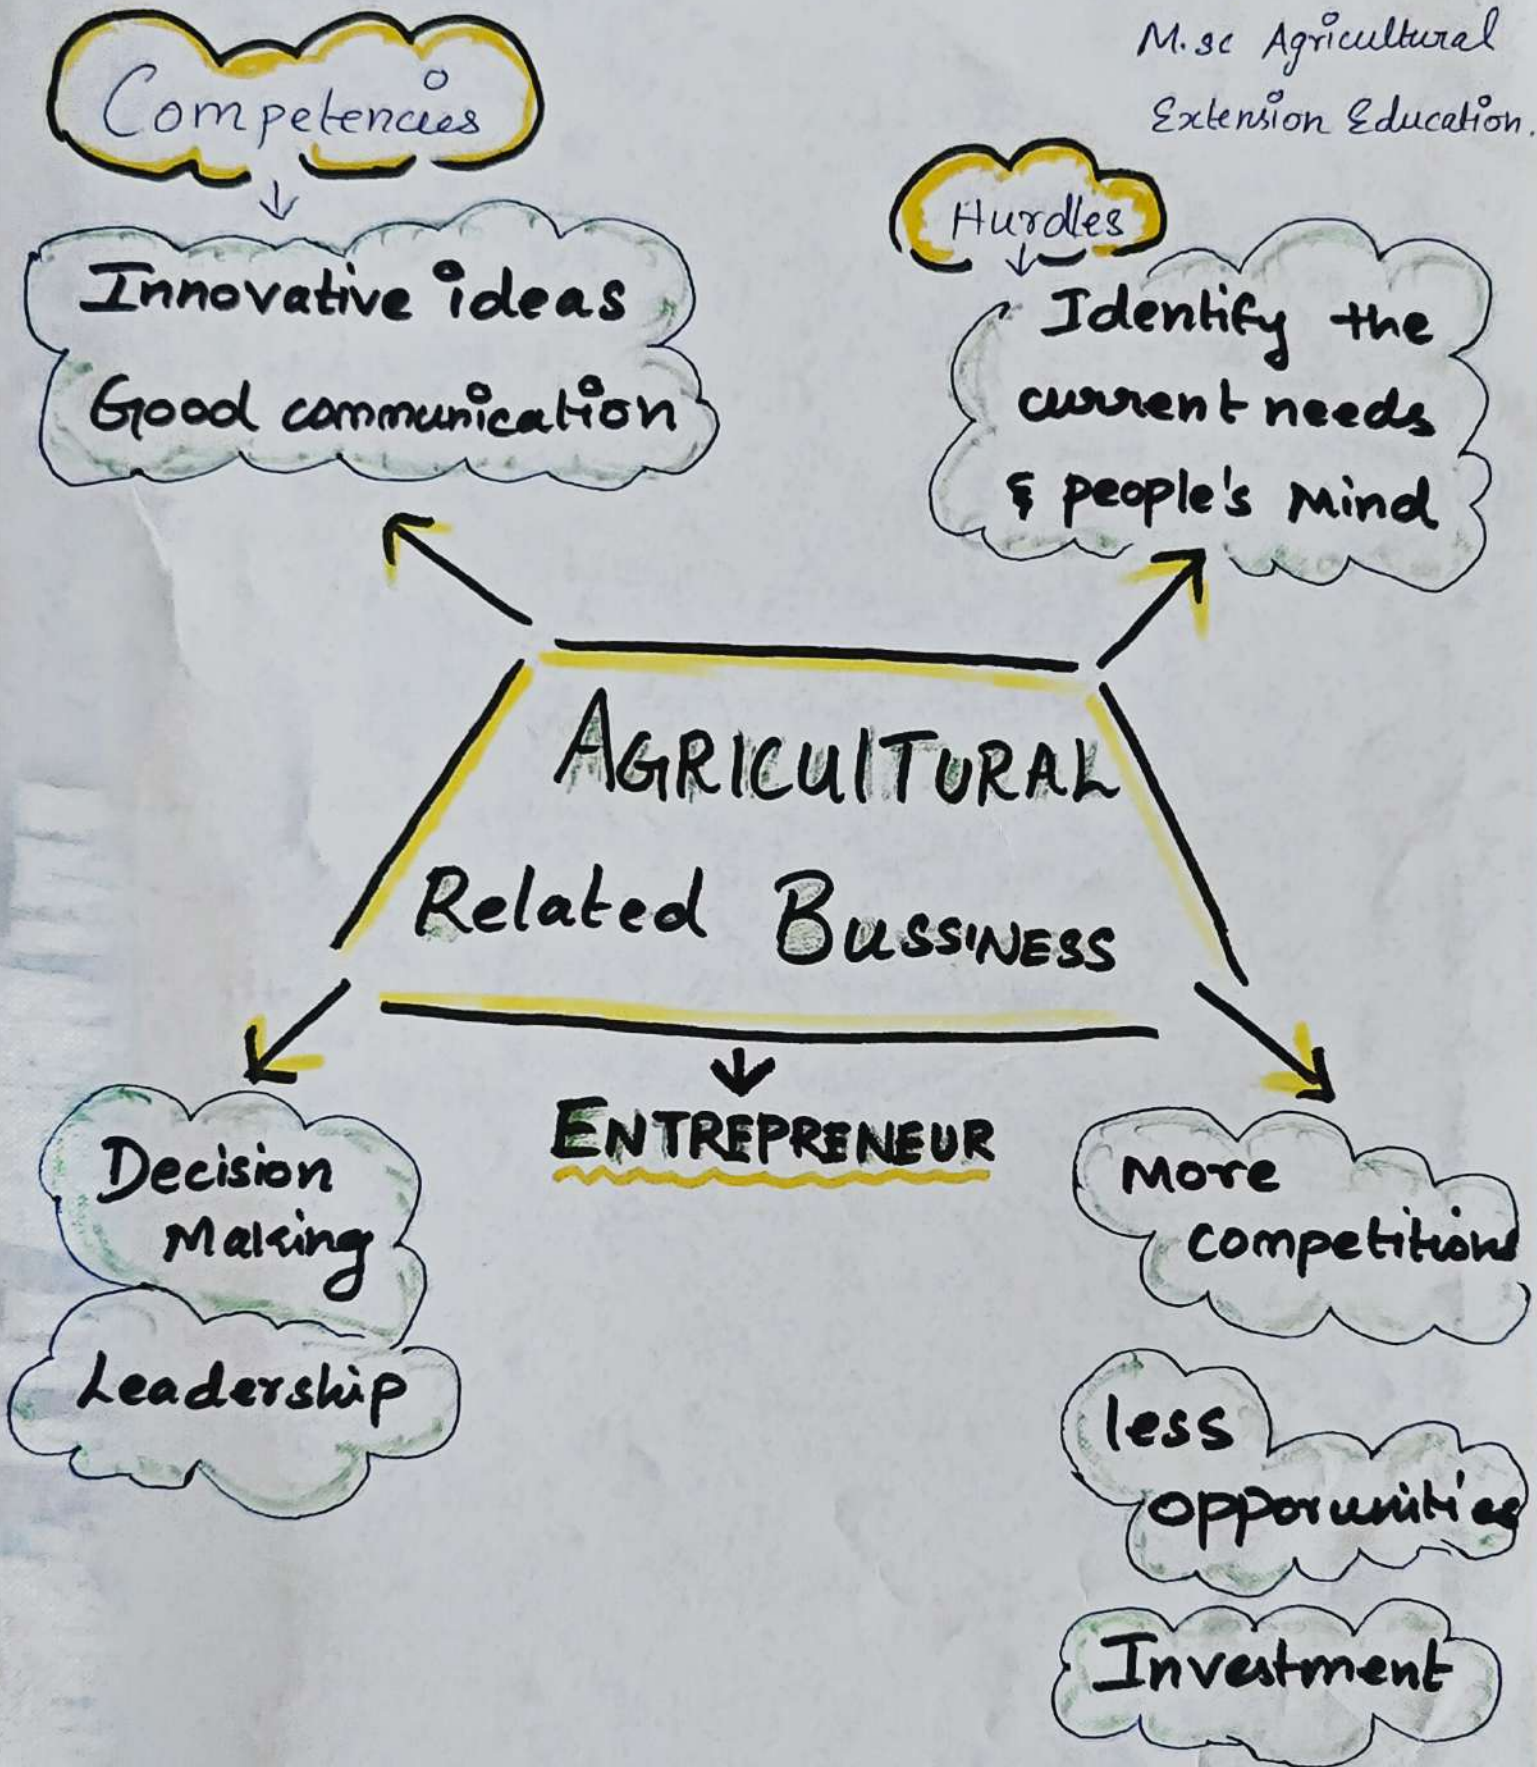 M.sc Agricultural
Extension Education.
Competencies
Innovative ideas
Good communication
Hurdles
Identify the
current needs
& people's Mind
AGRICULTURAL
Related BUSSINESS
ENTREPRENEUR
Decision
Making
Leadership
More
competitions
less
opporunities
Investment